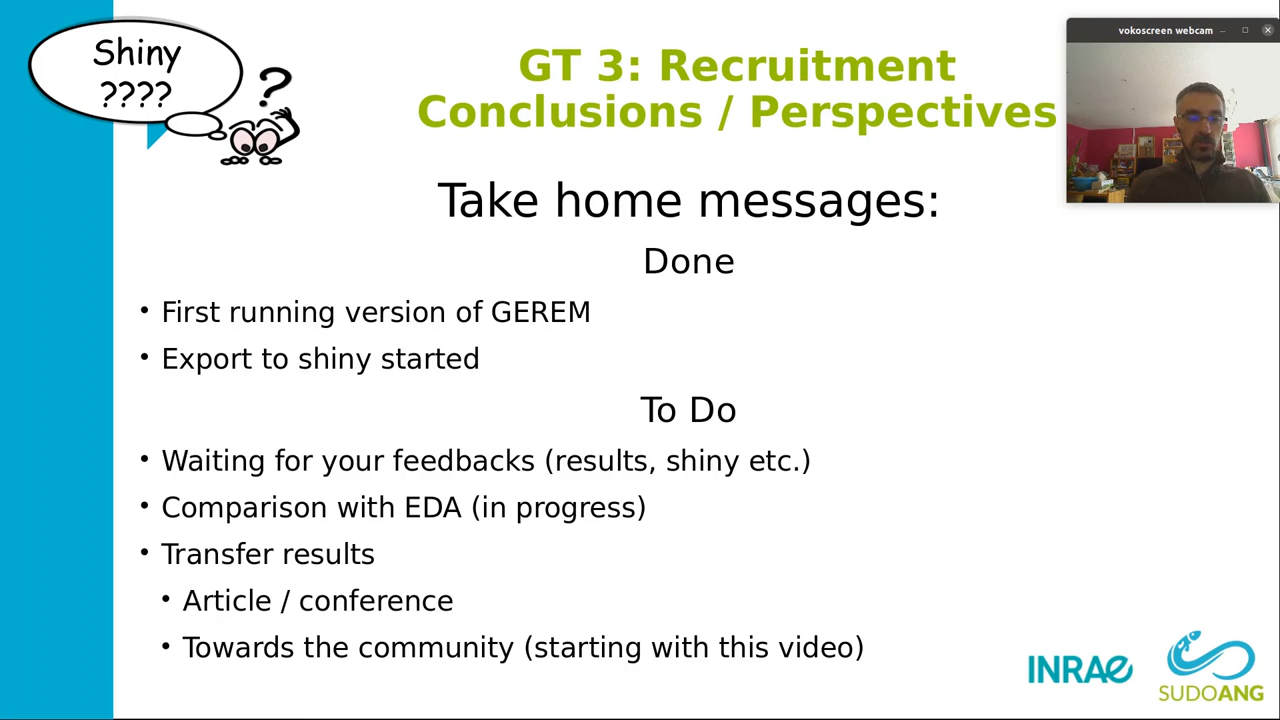 Shiny
????
?
GT 3: Recruitment
Conclusions / Perspectives
vokoscreen webcam
Take home messages:
Done
• First running version of GEREM
• Export to shiny started
To Do
• Waiting for your feedbacks (results, shiny etc.)
• Comparison with EDA (in progress)
• Transfer results
• Article / conference
• Towards the community (starting with this video)
INRAE
SUDOANG